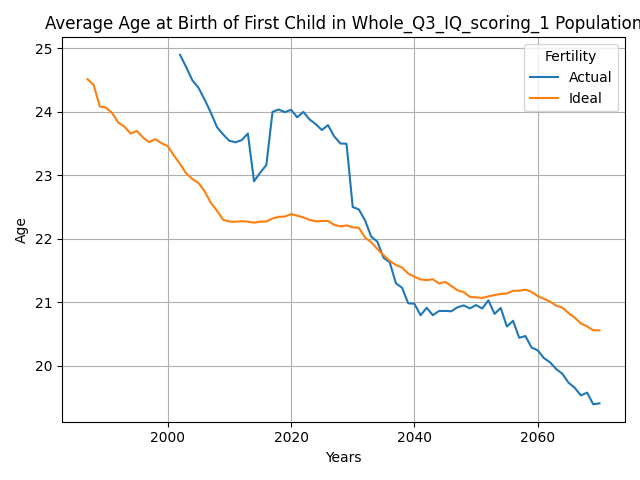 Average Age at Birth of First Child in Whole_Q3_IQ_scoring_1 Population
Fertility
Actual
Ideal
25
24
23
22
21
20
Age
2000
2020
2040
2060
Years